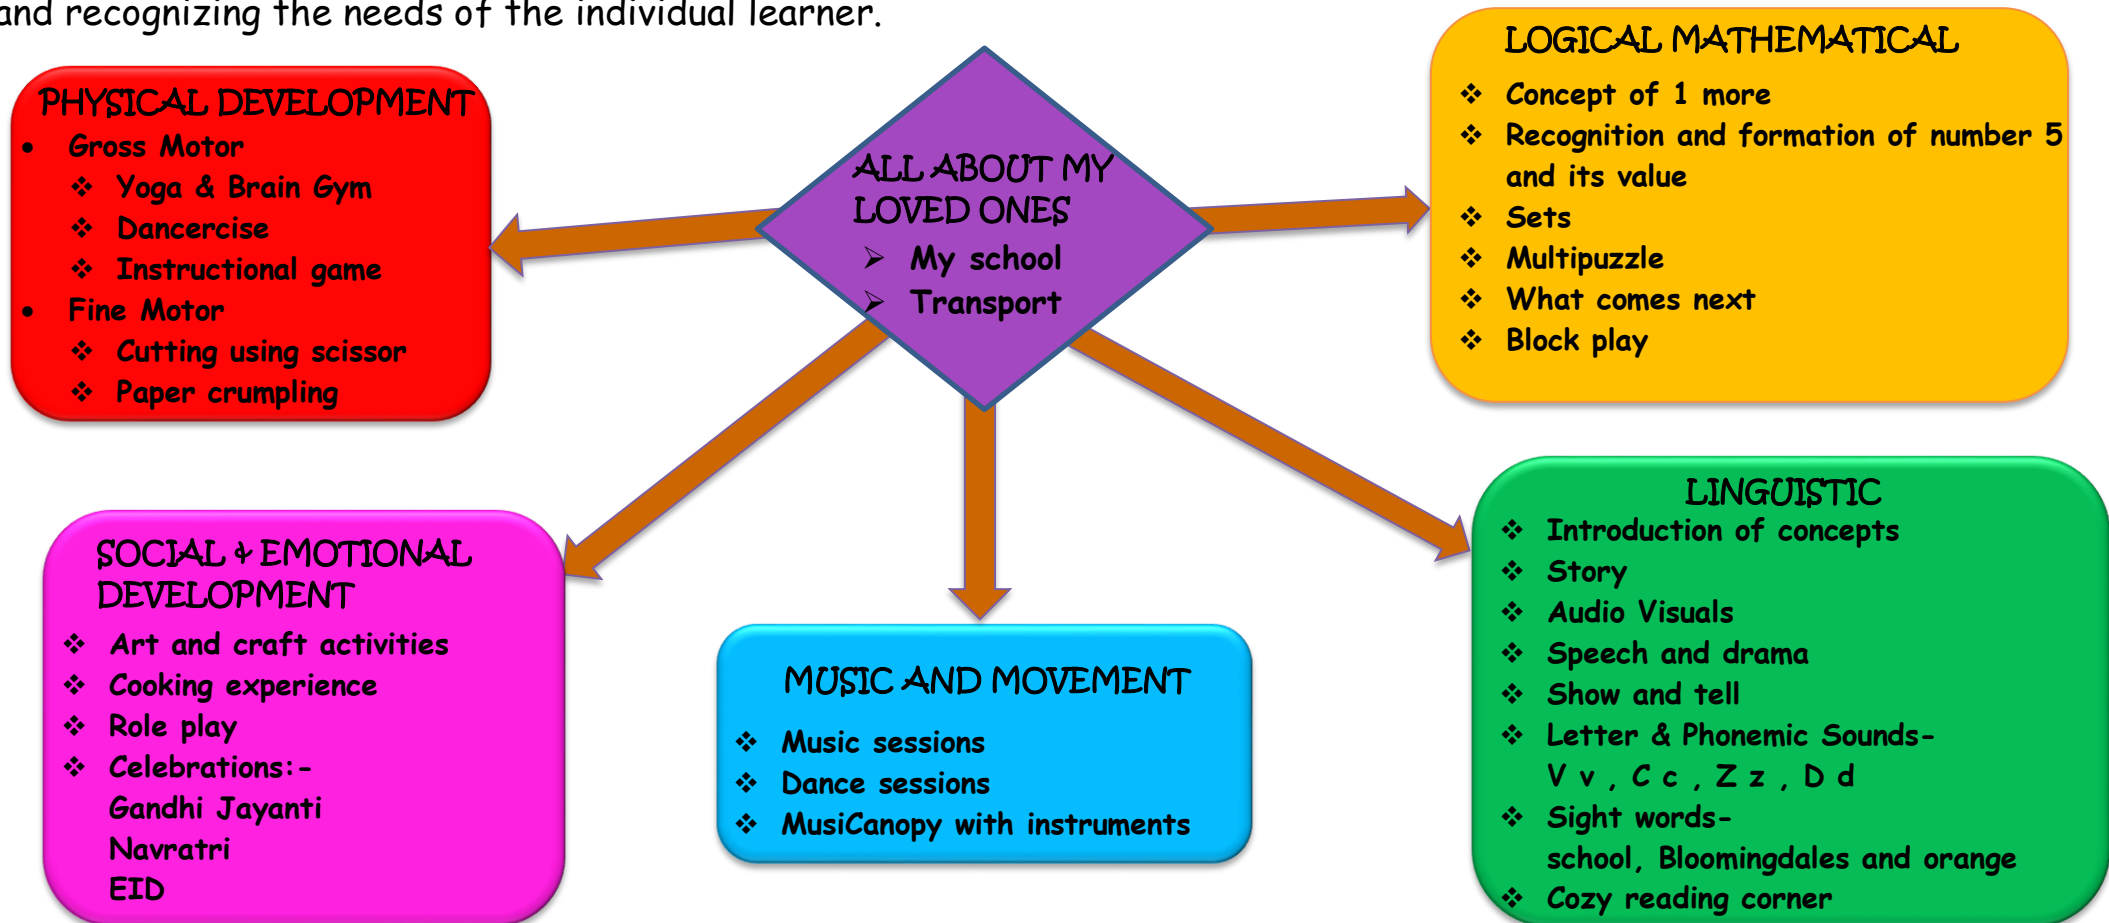 and recognizing the needs of the individual learner.
PHYSICAL DEVELOPMENT
• Gross Motor
❖ Yoga & Brain Gym
❖ Dancercise
❖ Instructional game
• Fine Motor
❖ Cutting using scissor
❖ Paper crumpling
ALL ABOUT MY
LOVED ONES
➢ My school
➢ Transport
LOGICAL MATHEMATICAL
❖ Concept of 1 more
❖ Recognition and formation of number 5
and its value
❖ Sets
❖ Multipuzzle
❖ What comes next
❖ Block play
SOCIAL & EMOTIONAL
DEVELOPMENT
❖ Art and craft activities
❖ Cooking experience
❖ Role play
❖ Celebrations:-
Gandhi Jayanti
Navratri
EID
MUSIC AND MOVEMENT
❖ Music sessions
❖ Dance sessions
❖ MusiCanopy with instruments
LINGUISTIC
❖ Introduction of concepts
❖ Story
❖ Audio Visuals
❖ Speech and drama
❖ Show and tell
❖ Letter & Phonemic Sounds-
V v , C c , Z z , D d
❖ Sight words-
school, Bloomingdales and orange
❖ Cozy reading corner